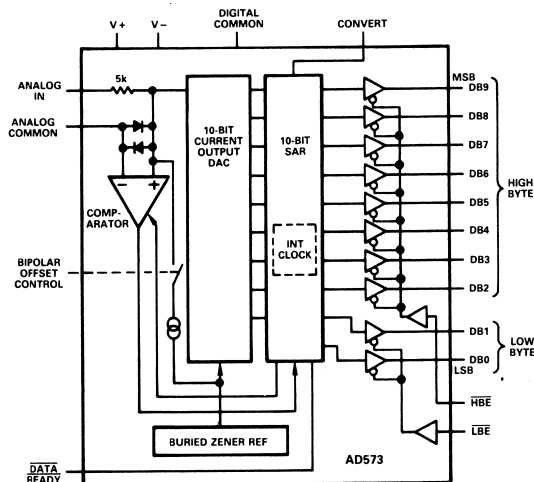 V+
V−
DIGITAL
COMMON
CONVERT
ANALOG
IN
5k
ANALOG
COMMON
10-BIT
CURRENT
OUTPUT
DAC
10-BIT
SAR
INT
CLOCK
−
+
COMP-
ARATOR
BIPOLAR
OFFSET
CONTROL
MSB
DB9
DB8
DB7
DB6
DB5
DB4
DB3
DB2
HIGH
BYTE
DB1
DB0
LSB
LOW
BYTE
HBE
LBE
BURIED ZENER REF
AD573
DATA
READY